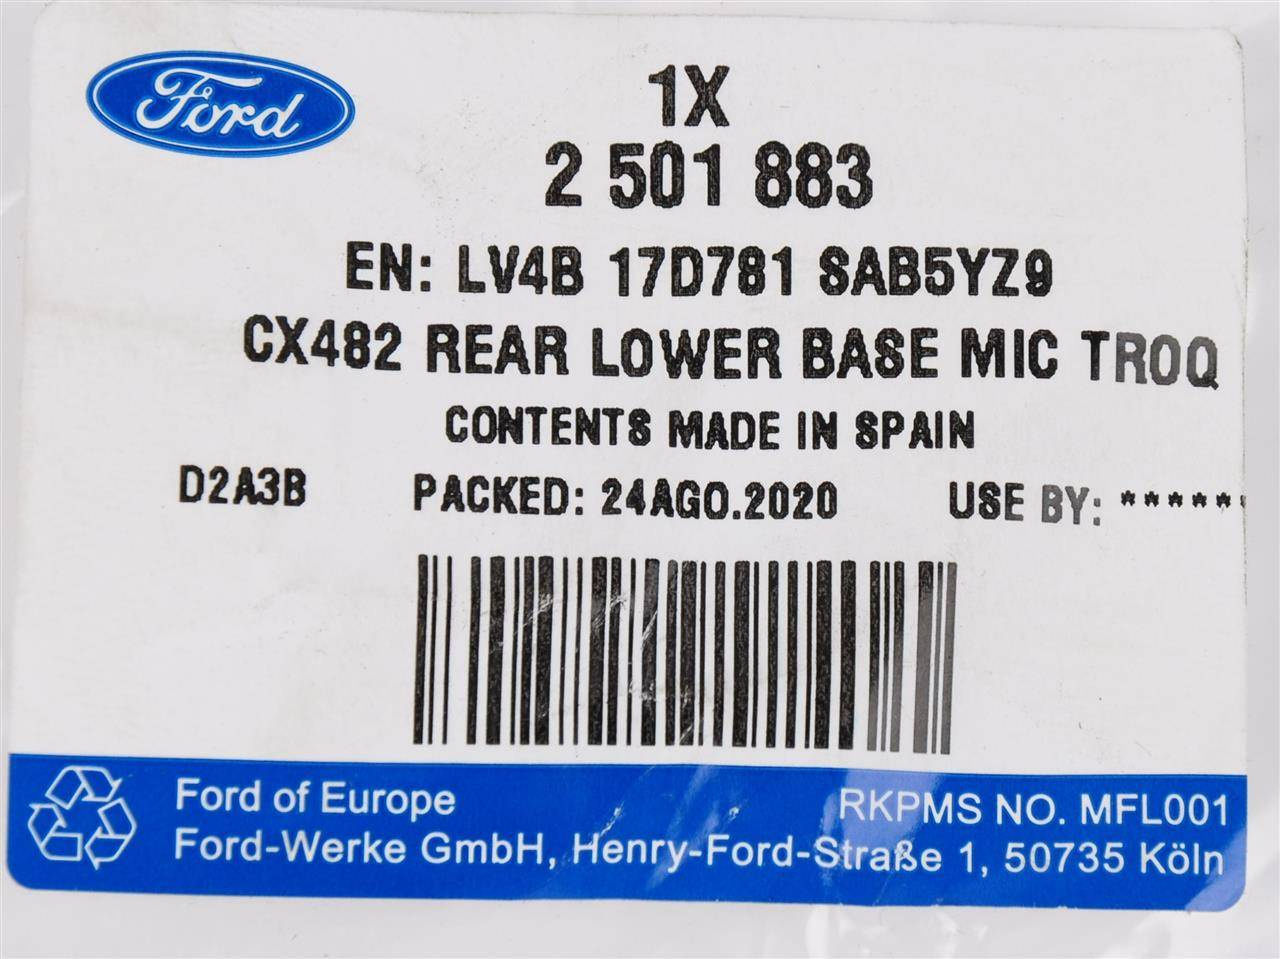 Ford
1X
2 501 883
EN: LV4B 17D781 SAB5YZ9
CX482 REAR LOWER BASE MIC TROQ
CONTENTS MADE IN SPAIN
D2A3B PACKED: 24AGO.2020 USE BY: ******
Ford of Europe RKPMS NO. MFL001
Ford-Werke GmbH, Henry-Ford-Straße 1, 50735 Köln